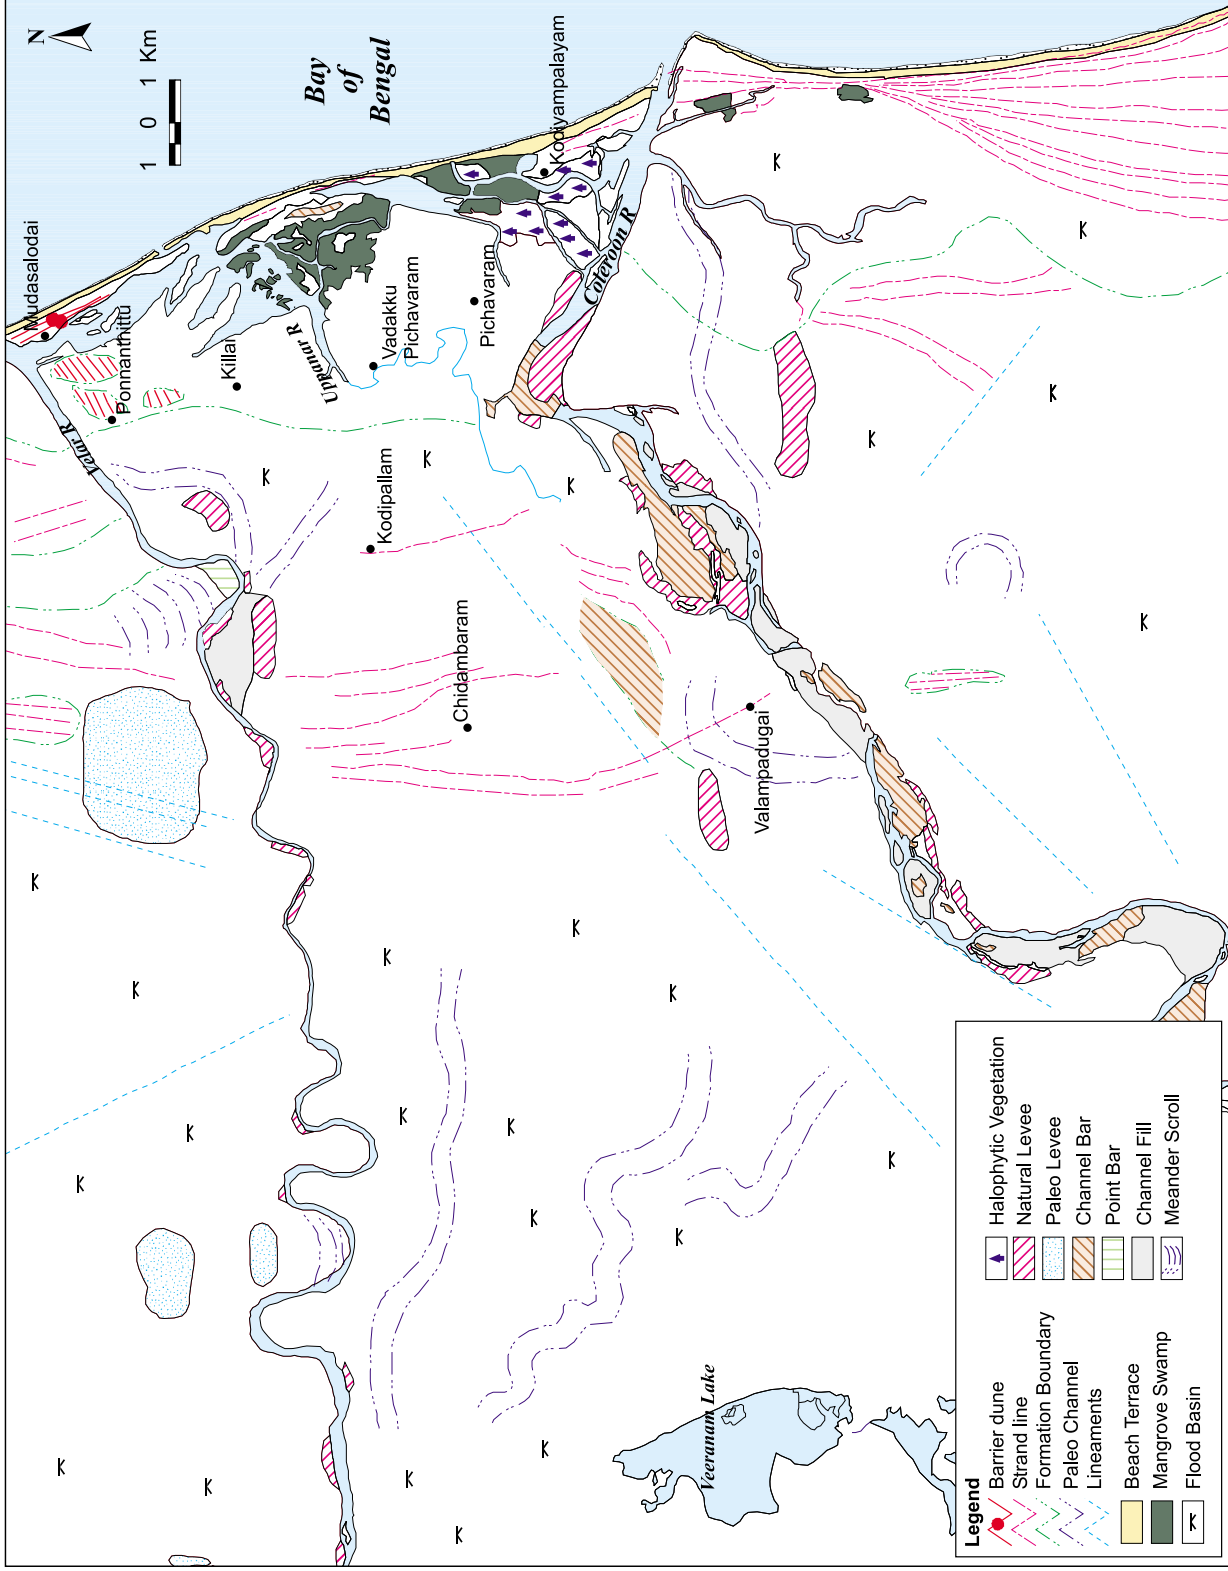 N
1 0 1 Km
Bay
of
Bengal
Mudasalodai
Ponnanthittu
Killai
Vellar R
Uppanar R
Vadakku
Pichavaram
Pichavaram
Kodiyampalayam
Coleroon R
Kodipallam
Chidambaram
Valampadugai
Veeranam Lake
Legend
Barrier dune
Strand line
Formation Boundary
Paleo Channel
Lineaments
Beach Terrace
Mangrove Swamp
Flood Basin
Halophytic Vegetation
Natural Levee
Paleo Levee
Channel Bar
Point Bar
Channel Fill
Meander Scroll